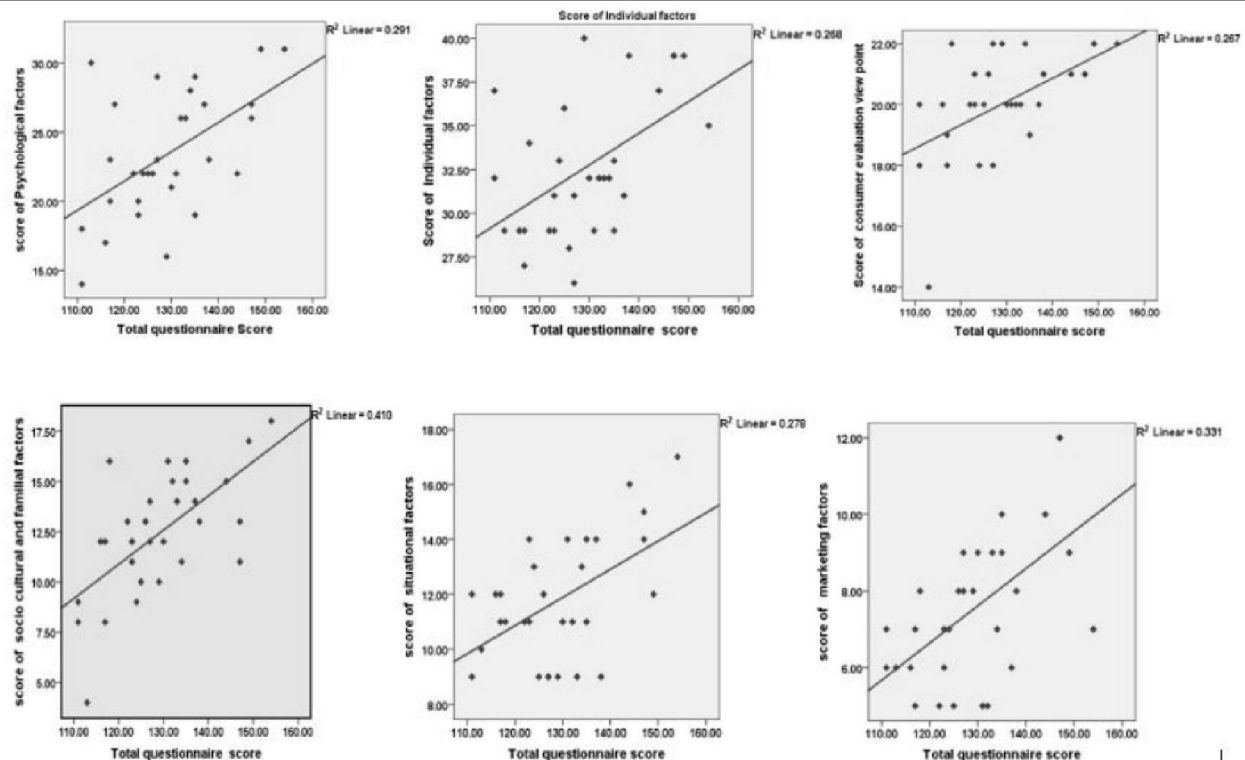 R² Linear = 0.291
score of Psychological factors
30.00
25.00
20.00
15.00
110.00 120.00 130.00 140.00 150.00 160.00
Total questionnaire Score
Score of Individual factors
R² Linear = 0.268
Score of Individual factors
40.00
37.50
35.00
32.50
30.00
27.50
110.00 120.00 130.00 140.00 150.00 160.00
Total questionnaire score
R² Linear = 0.267
Score of consumer evaluation view point
22.00
20.00
18.00
16.00
14.00
110.00 120.00 130.00 140.00 150.00 160.00
Total questionnaire score
R² Linear = 0.410
score of socio cultural and familial factors
17.50
15.00
12.50
10.00
7.50
5.00
110.00 120.00 130.00 140.00 150.00 160.00
Total questionnaire score
R² Linear = 0.278
score of situational factors
18.00
16.00
14.00
12.00
10.00
8.00
110.00 120.00 130.00 140.00 150.00 160.00
Total questionnaire score
R² Linear = 0.331
score of marketing factors
12.00
10.00
8.00
6.00
110.00 120.00 130.00 140.00 150.00 160.00
Total questionnaire score